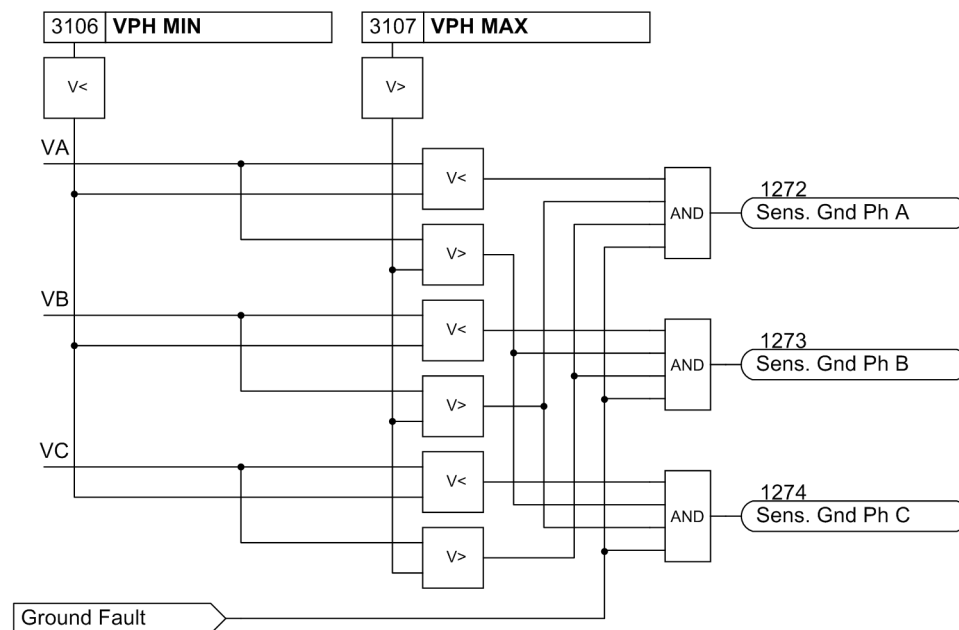 3106 VPH MIN
3107 VPH MAX
V<
V>
VA
V<
AND
1272
Sens. Gnd Ph A
V>
VB
V<
AND
1273
Sens. Gnd Ph B
V>
VC
V<
AND
1274
Sens. Gnd Ph C
V>
Ground Fault